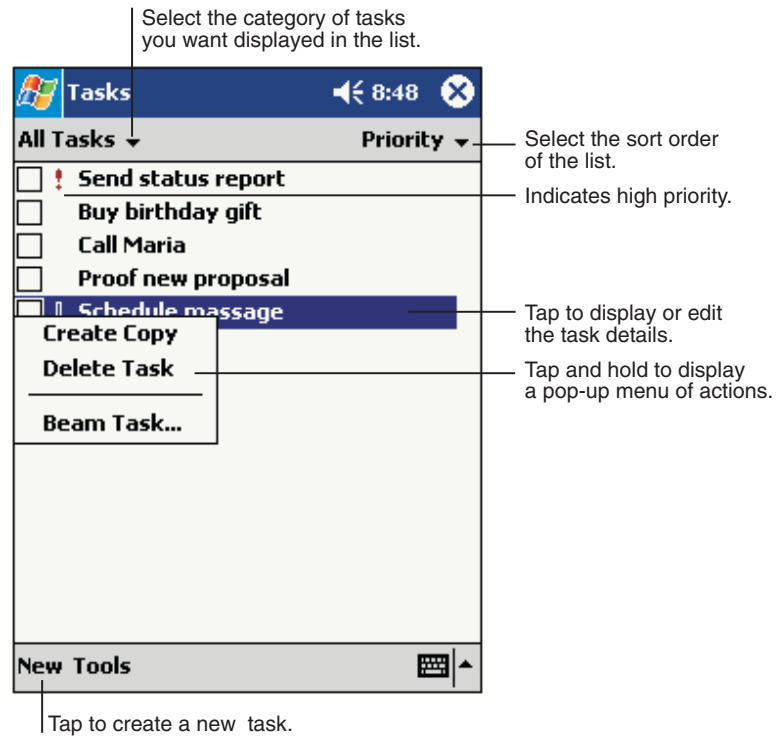 Select the category of tasks
you want displayed in the list.
Tasks 8:48
All Tasks Priority
Select the sort order
of the list.
! Send status report
Indicates high priority.
Buy birthday gift
Call Maria
Proof new proposal
Schedule massage
Tap to display or edit
the task details.
Create Copy
Delete Task
Tap and hold to display
a pop-up menu of actions.
Beam Task...
New Tools
Tap to create a new task.